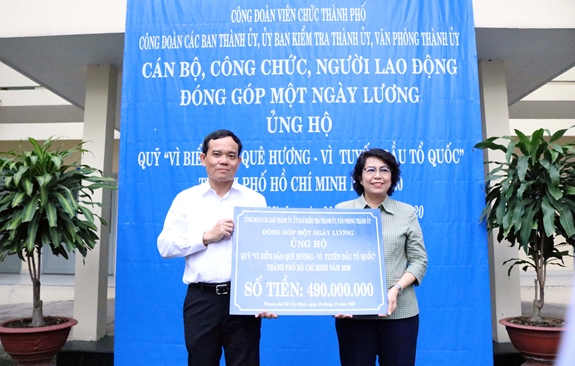 CÔNG ĐOÀN VIÊN CHỨC THÀNH PHỐ
CÔNG ĐOÀN CÁC BAN THÀNH ỦY, ỦY BAN KIỂM TRA THÀNH ỦY, VĂN PHÒNG THÀNH ỦY
CÁN BỘ, CÔNG CHỨC, NGƯỜI LAO ĐỘNG
ĐÓNG GÓP MỘT NGÀY LƯƠNG
ỦNG HỘ
QUỸ “VÌ BIỂN QUÊ HƯƠNG - VÌ TUYẾN ĐẦU TỔ QUỐC”
PHỐ HỒ CHÍ MINH
CÔNG ĐOÀN CÁC BAN THÀNH ỦY, ỦY BAN KIỂM TRA THÀNH ỦY, VĂN PHÒNG THÀNH ỦY
ĐÓNG GÓP MỘT NGÀY LƯƠNG
ỦNG HỘ
QUỸ “VÌ BIỂN ĐẢO QUÊ HƯƠNG - VÌ TUYẾN ĐẦU TỔ QUỐC”
THÀNH PHỐ HỒ CHÍ MINH NĂM 2020
SỐ TIỀN: 490.000.000